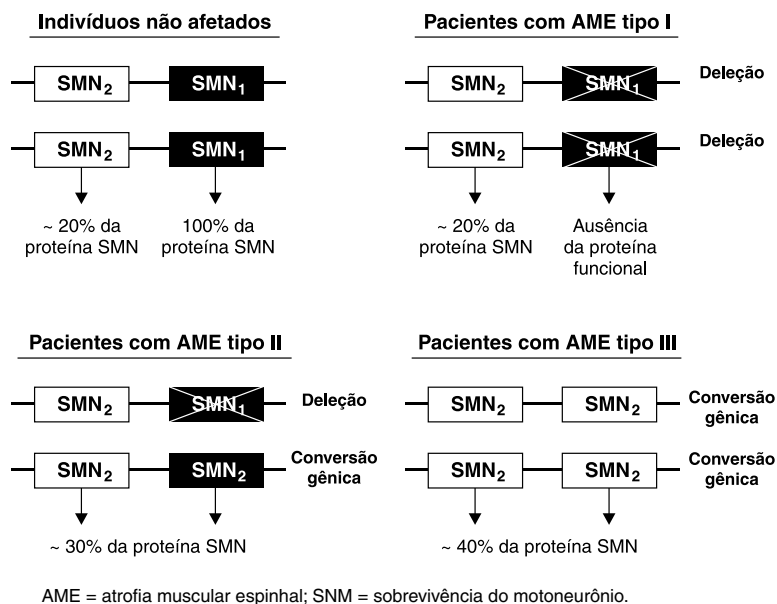 Indivíduos não afetados
SMN2 SMN1
SMN2 SMN1
~ 20% da
proteína SMN
100% da
proteína SMN
Pacientes com AME tipo I
SMN2 SMN1 Deleção
SMN2 SMN1 Deleção
~ 20% da
proteína SMN
Ausência
da proteína
funcional
Pacientes com AME tipo II
SMN2 SMN1 Deleção
SMN2 SMN2 Conversão
gênica
~ 30% da proteína SMN
Pacientes com AME tipo III
SMN2 SMN2 Conversão
gênica
SMN2 SMN2 Conversão
gênica
~ 40% da proteína SMN
AME = atrofia muscular espinhal; SNM = sobrevivência do motoneurônio.